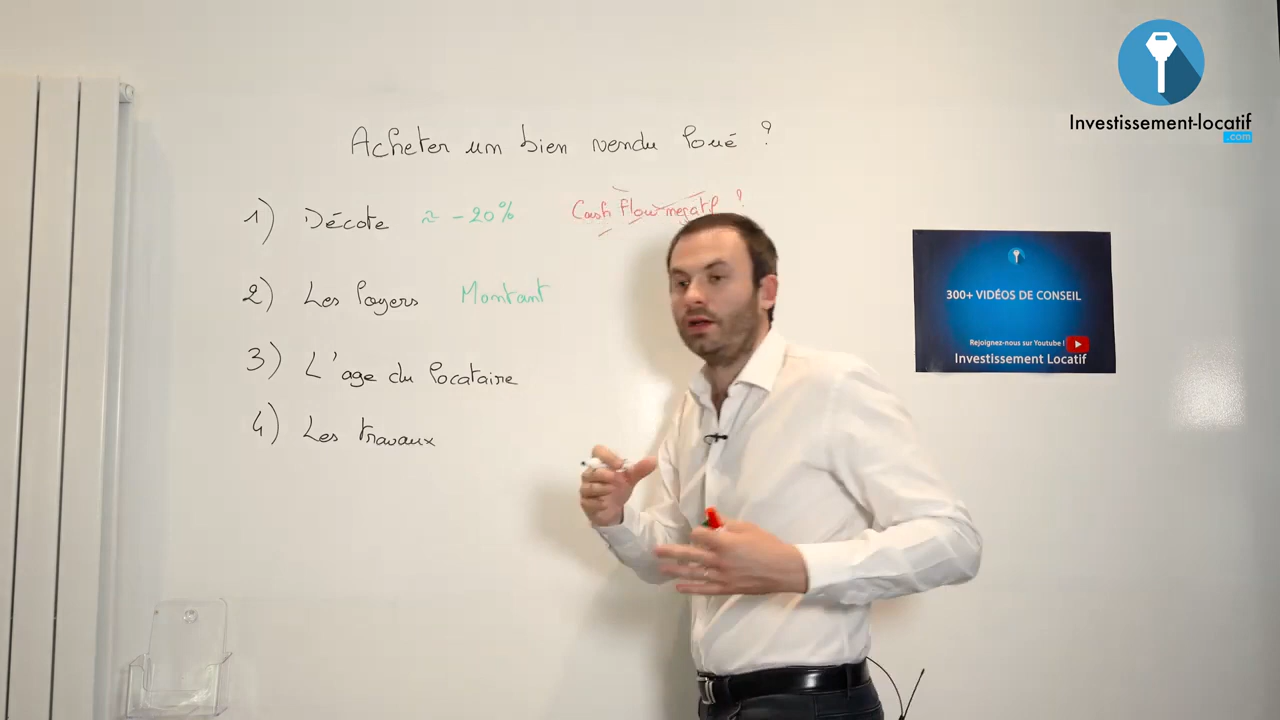 Investissement-locatif
.com
Acheter un bien vendu loué ?
1) Décote ≈ -20% Cash flow negatif ?
2) Les loyers Montant
3) L'age du locataire
4) Les travaux
300+ VIDÉOS DE CONSEIL
Rejoignez-nous sur Youtube !
Investissement Locatif